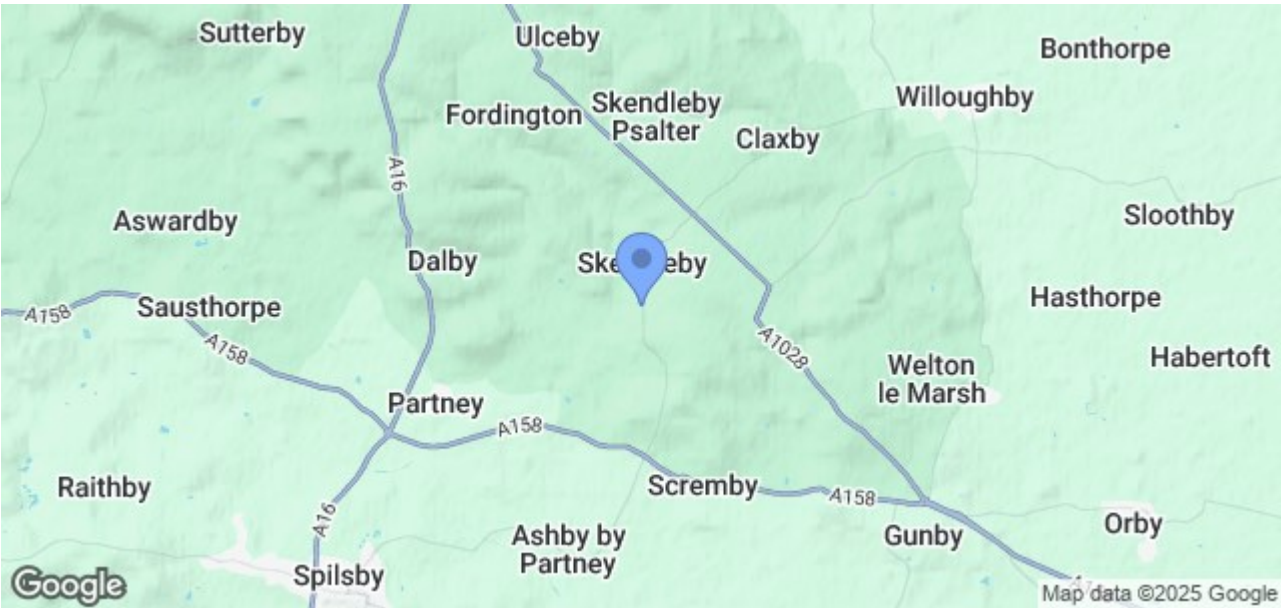 Sutterby
Ulceby
Bonthorpe
Fordington
Skendleby
Psalter
Willoughby
Claxby
A16
Aswardby
Sloothby
Dalby
A158
Sausthorpe
Hasthorpe
A158
A1028
Welton
le Marsh
Habertoft
Partney
A158
Raithby
Scremby
A158
A16
Ashby by
Partney
Gunby
Orby
Spilsby
Google
Map data ©2025 Google